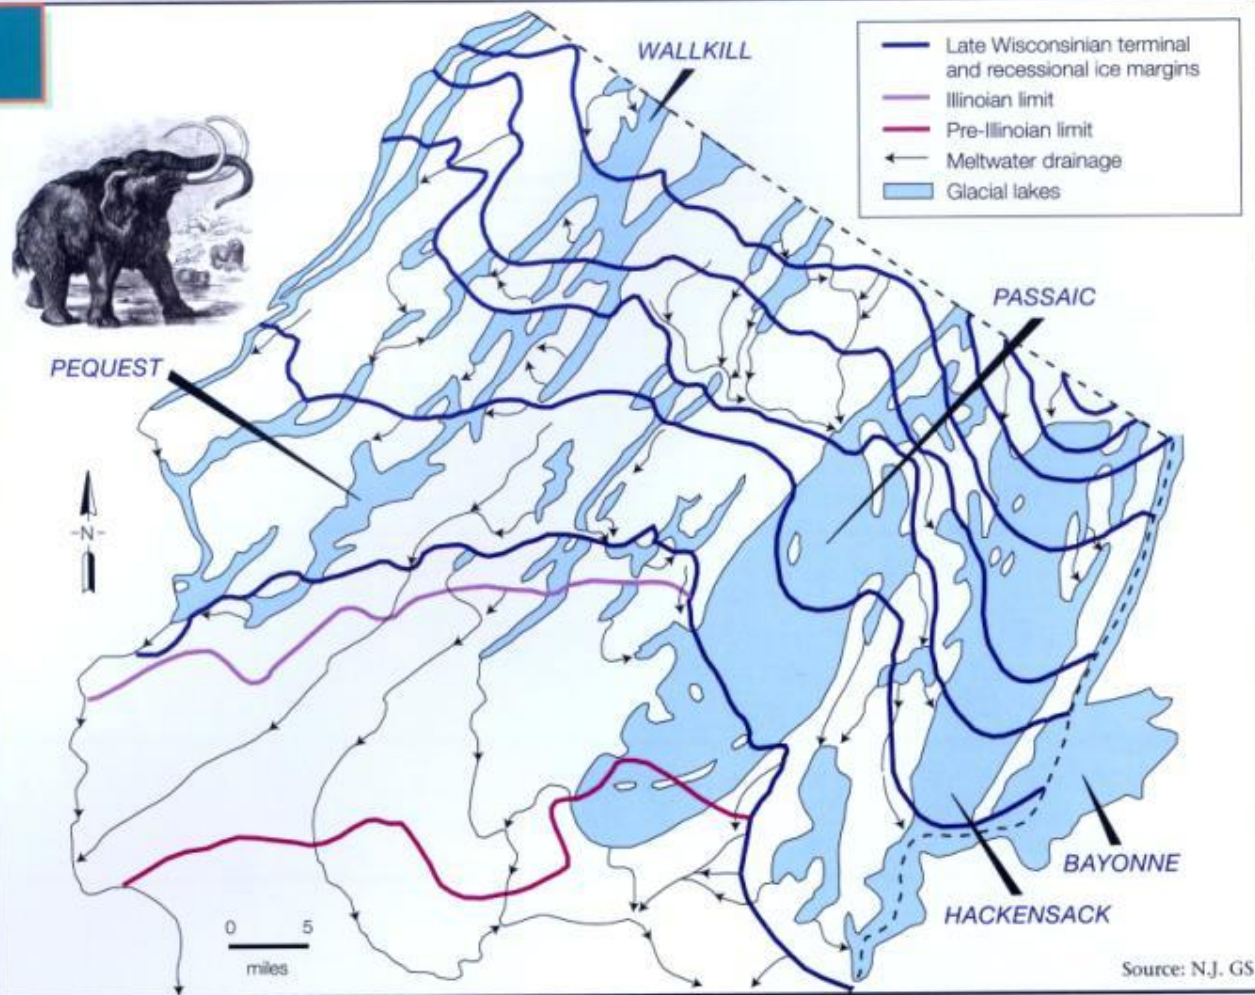 WALLKILL
Late Wisconsinian terminal
and recessional ice margins
Illinoian limit
Pre-Illinoian limit
Meltwater drainage
Glacial lakes
PASSAIC
PEQUEST
-N-
BAYONNE
HACKENSACK
0 5
miles
Source: N.J. GS